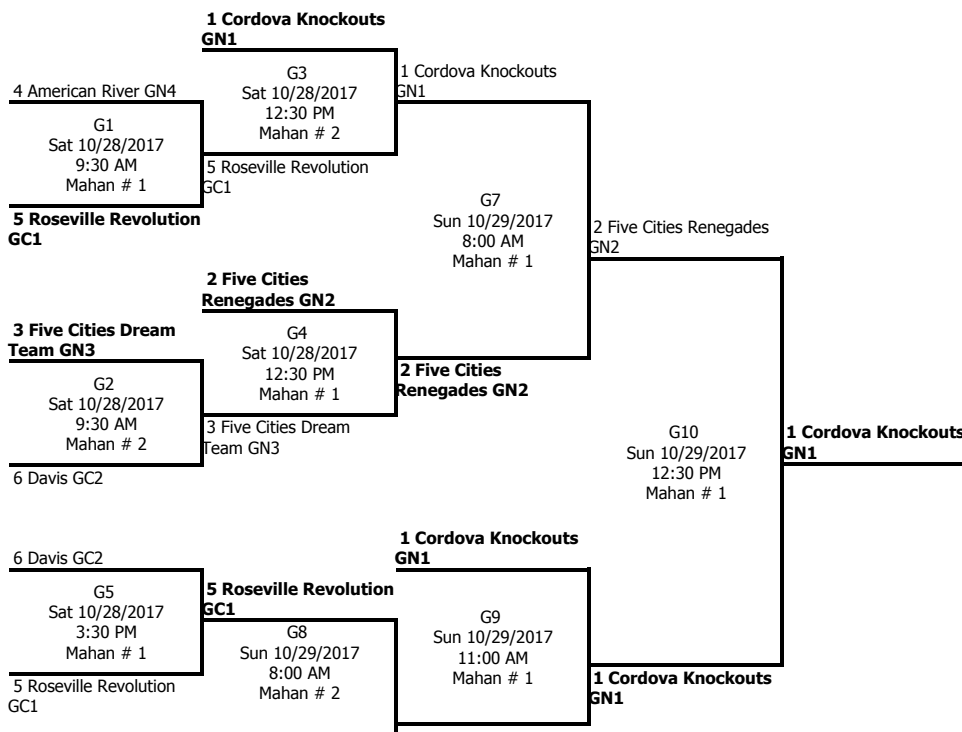 1 Cordova Knockouts
GN1
G3
Sat 10/28/2017
12:30 PM
Mahan # 2
1 Cordova Knockouts
GN1
4 American River GN4
G1
Sat 10/28/2017
9:30 AM
Mahan # 1
5 Roseville Revolution
GC1
5 Roseville Revolution
GC1
G7
Sun 10/29/2017
8:00 AM
Mahan # 1
2 Five Cities Renegades
GN2
2 Five Cities
Renegades GN2
3 Five Cities Dream
Team GN3
G4
Sat 10/28/2017
12:30 PM
Mahan # 1
2 Five Cities
Renegades GN2
G2
Sat 10/28/2017
9:30 AM
Mahan # 2
3 Five Cities Dream
Team GN3
6 Davis GC2
G10
Sun 10/29/2017
12:30 PM
Mahan # 1
1 Cordova Knockouts
GN1
6 Davis GC2
1 Cordova Knockouts
GN1
G5
Sat 10/28/2017
3:30 PM
Mahan # 1
5 Roseville Revolution
GC1
G8
Sun 10/29/2017
8:00 AM
Mahan # 2
G9
Sun 10/29/2017
11:00 AM
Mahan # 1
5 Roseville Revolution
GC1
1 Cordova Knockouts
GN1